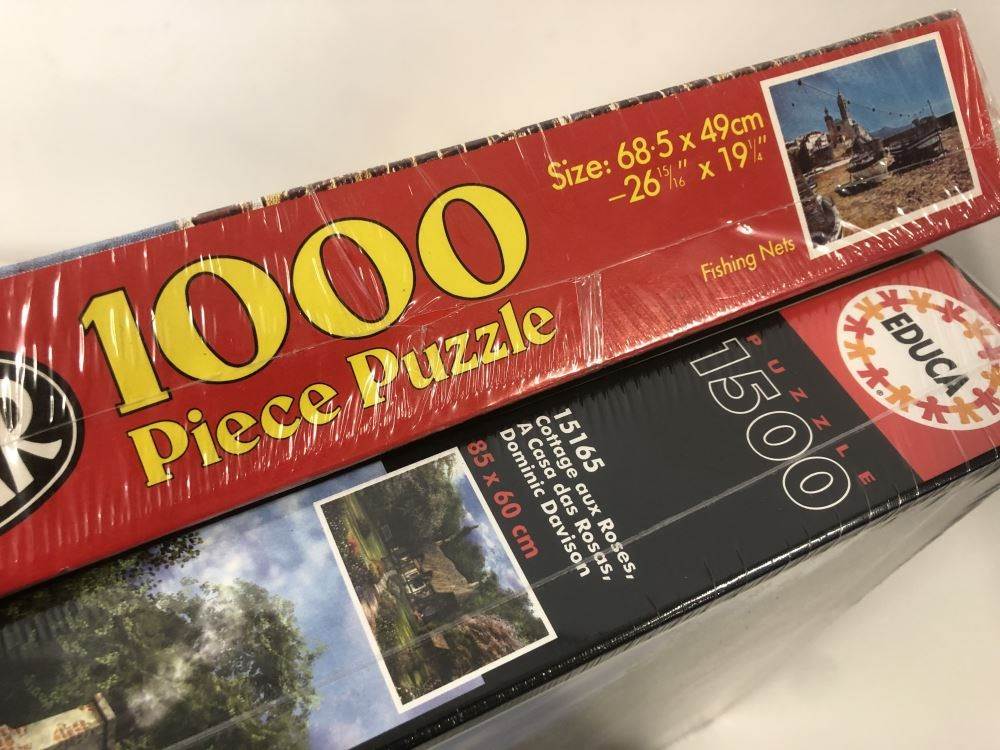 1000
Piece Puzzle
Size: 68·5 x 49cm
–26 15/16" x 19 1/4"
Fishing Nets
EDUCA
PUZZLE
1500
15165
Cottage aux Roses,
A Casa das Rosas,
Dominic Davison
85 x 60 cm